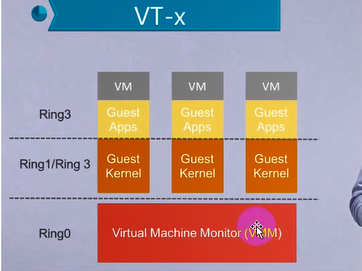 VT-x
VM VM VM
Ring3
Guest Guest Guest
Apps Apps Apps
Ring1/Ring 3
Guest Guest Guest
Kernel Kernel Kernel
Ring0
Virtual Machine Monitor (VMM)